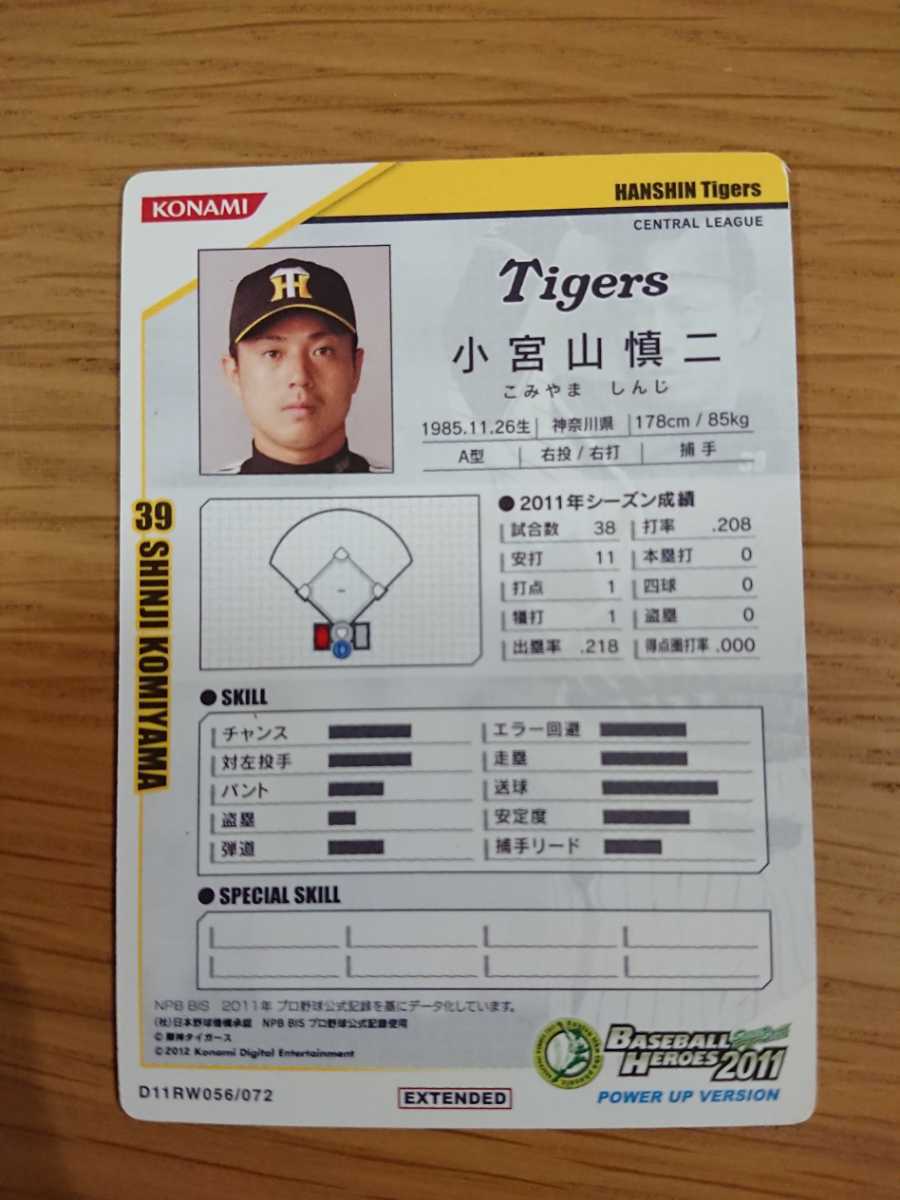 KONAMI
HANSHIN Tigers
CENTRAL LEAGUE
Tigers
小宮山慎二
こみやま しんじ
1985.11.26生 神奈川県 178cm / 85kg
A型 右投 / 右打 捕手
39 SHINJI KOMIYAMA
●2011年シーズン成績
試合数 38 打率 .208
安打 11 本塁打 0
打点 1 四球 0
犠打 1 盗塁 0
出塁率 .218 得点圏打率 .000
●SKILL
チャンス エラー回避
対左投手 走塁
バント 送球
盗塁 安定度
弾道 捕手リード
●SPECIAL SKILL
NPB BIS 2011年 プロ野球公式記録を基にデータ化しています。
(社)日本野球機構承認 NPB BIS プロ野球公式記録使用
©阪神タイガース
©2012 Konami Digital Entertainment
BASEBALL
HEROES 2011
POWER UP VERSION
D11RW056/072
EXTENDED